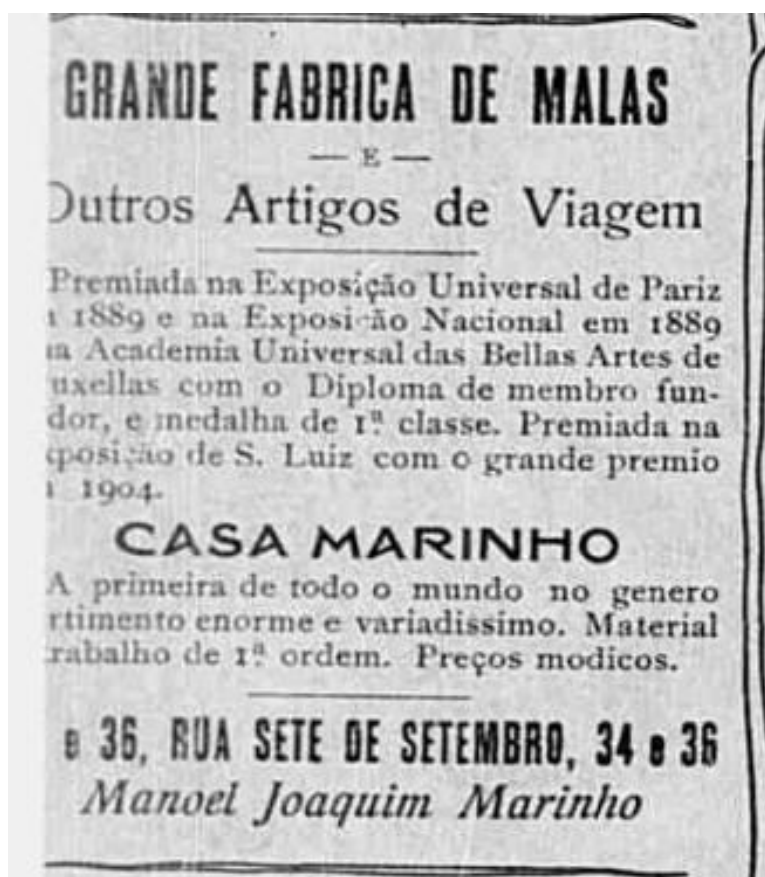 GRANDE FABRICA DE MALAS
— E —
Outros Artigos de Viagem
Premiada na Exposição Universal de Pariz
1889 e na Exposição Nacional em 1889
Academia Universal das Bellas Artes de
uxellas com o Diploma de membro fun-
dor, e medalha de 1ª classe. Premiada na
xposição de S. Luiz com o grande premio
1904.
CASA MARINHO
A primeira de todo o mundo no genero
rtimento enorme e variadissimo. Material
trabalho de 1ª ordem. Preços modicos.
e 36, RUA SETE DE SETEMBRO, 34 e 36
Manoel Joaquim Marinho